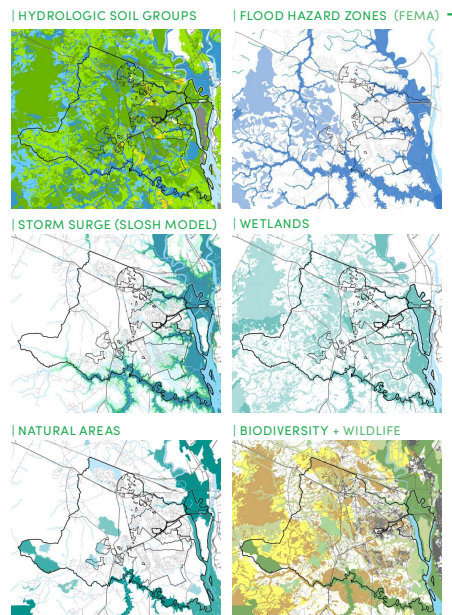 | HYDROLOGIC SOIL GROUPS
| FLOOD HAZARD ZONES (FEMA)
| STORM SURGE (SLOSH MODEL)
| WETLANDS
| NATURAL AREAS
| BIODIVERSITY + WILDLIFE